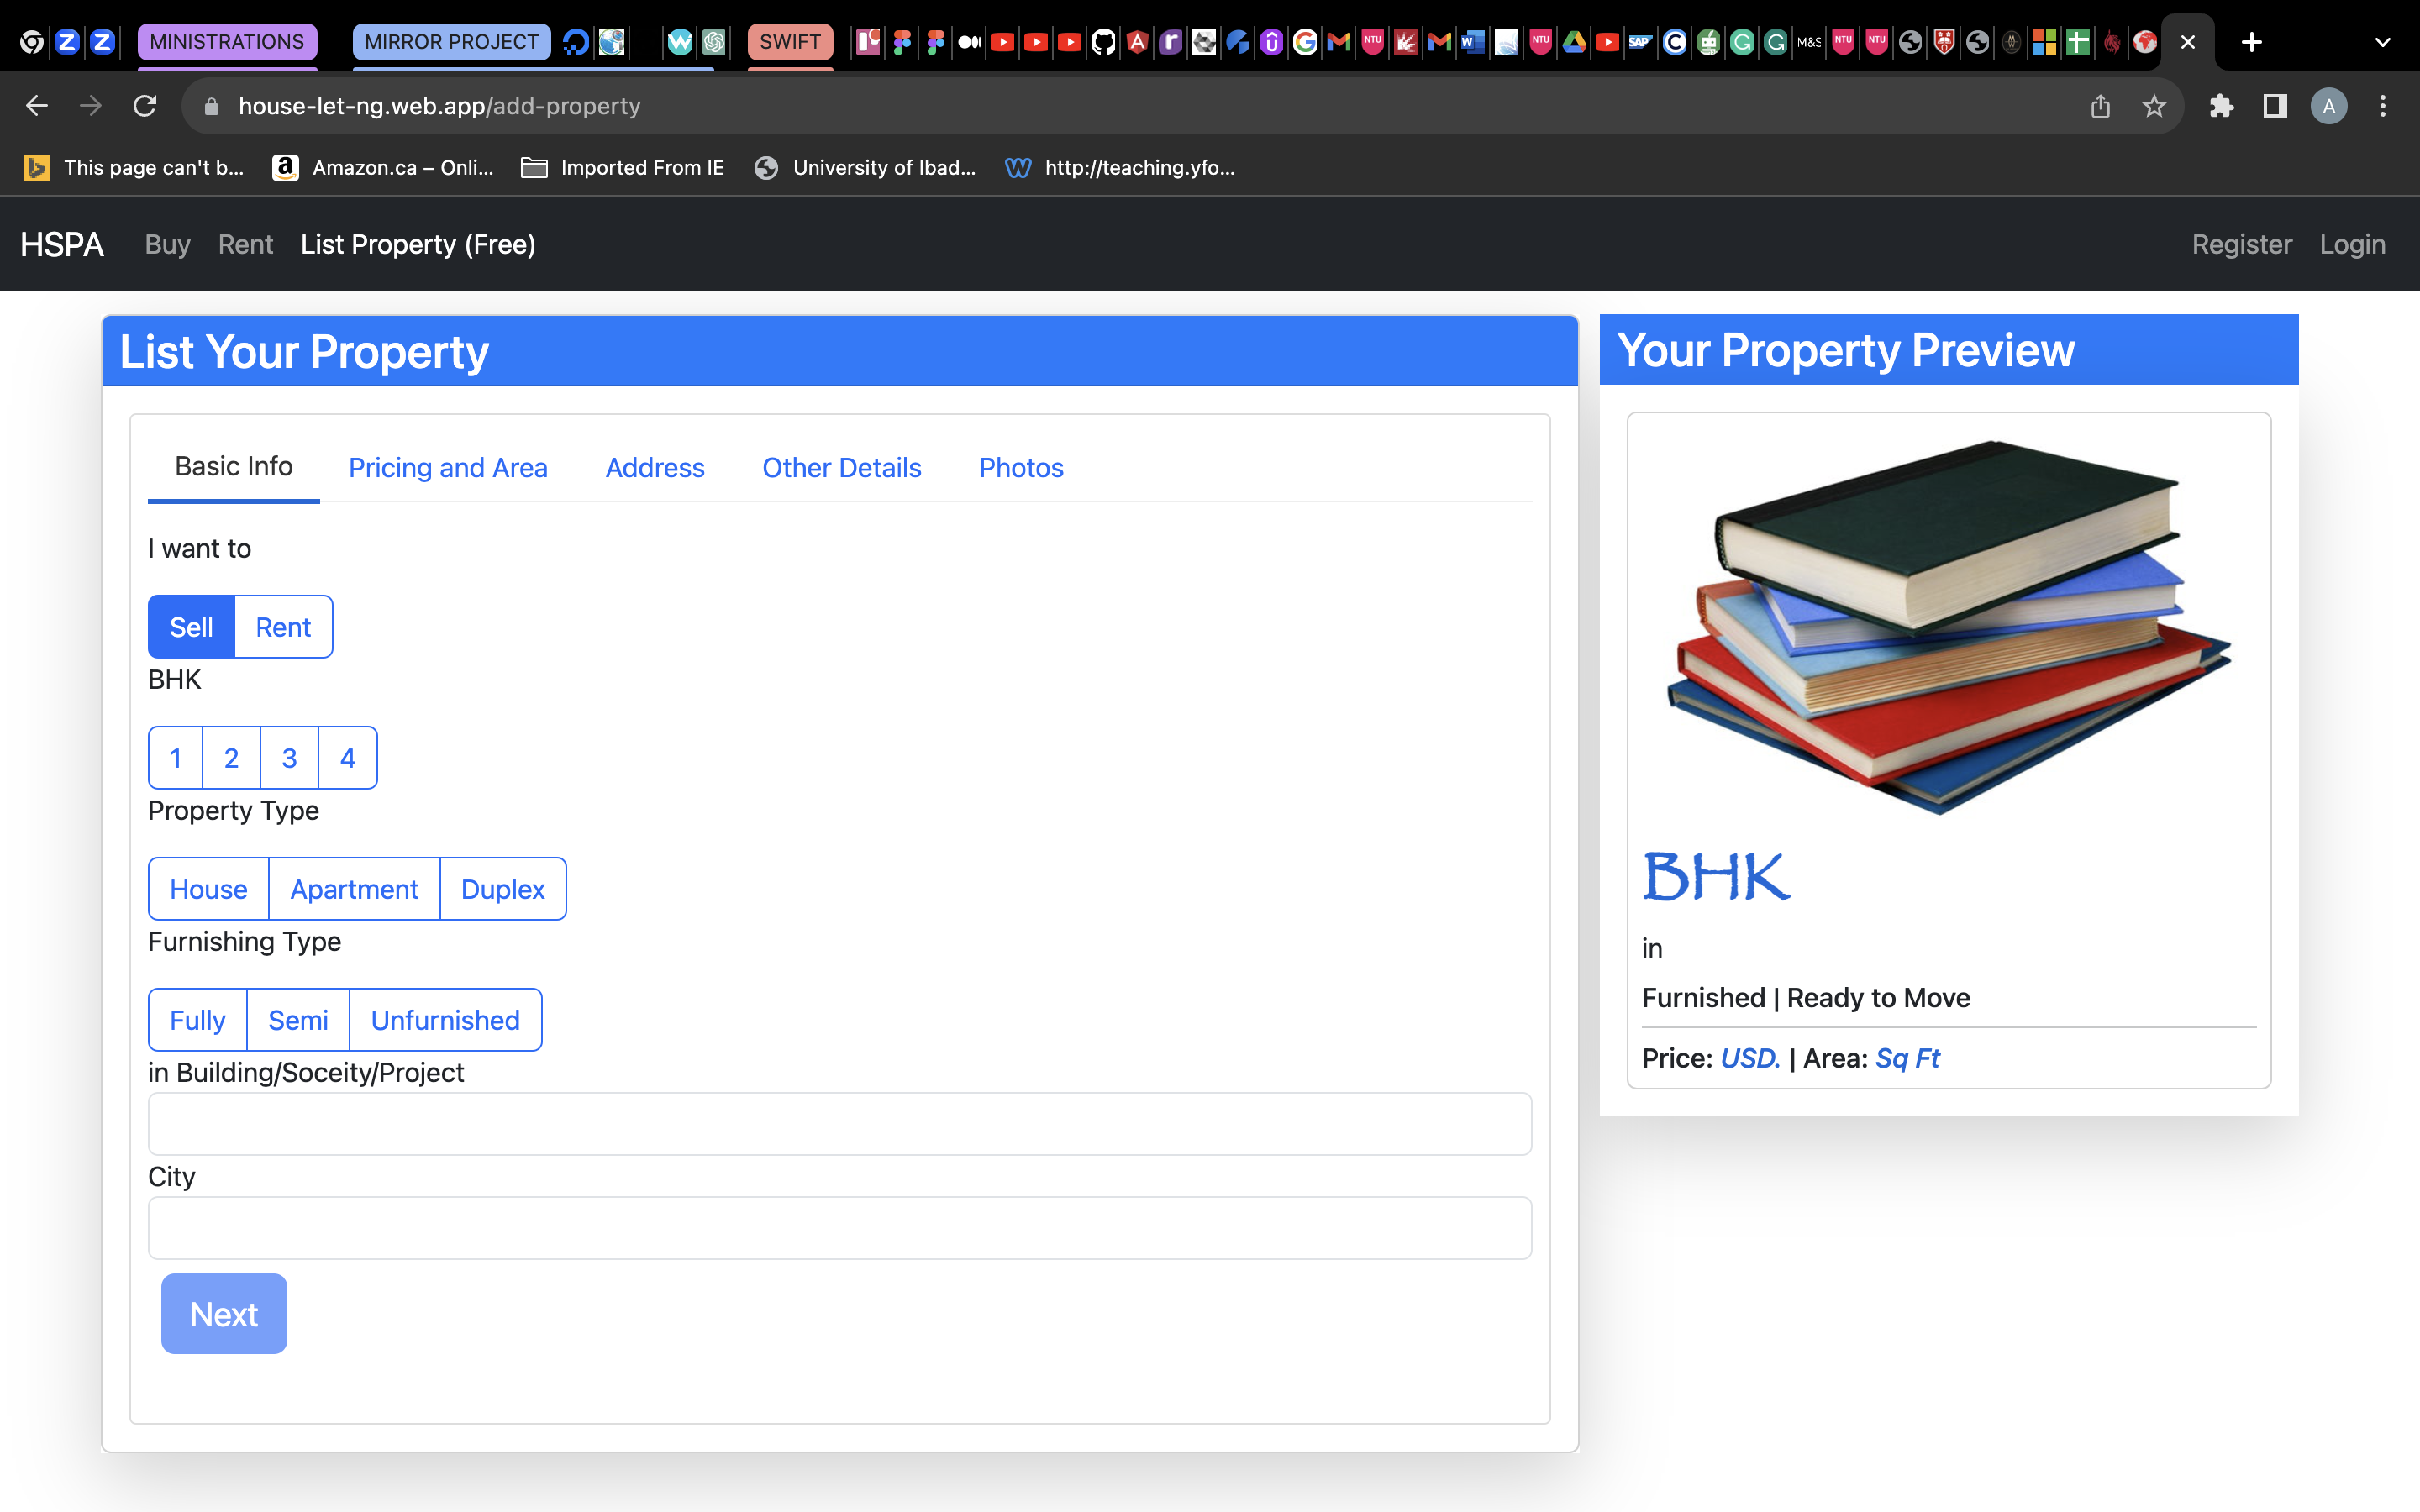 MINISTRATIONS MIRROR PROJECT SWIFT M&S
house-let-ng.web.app/add-property A
This page can't b... Amazon.ca – Onli... Imported From IE University of Ibad... http://teaching.yfo...
HSPA Buy Rent List Property (Free) Register Login
List Your Property
Basic Info Pricing and Area Address Other Details Photos
I want to
Sell Rent
BHK
1 2 3 4
Property Type
House Apartment Duplex
Furnishing Type
Fully Semi Unfurnished
in Building/Soceity/Project
City
Next
Your Property Preview
BHK
in
Furnished | Ready to Move
Price: USD. | Area: Sq Ft